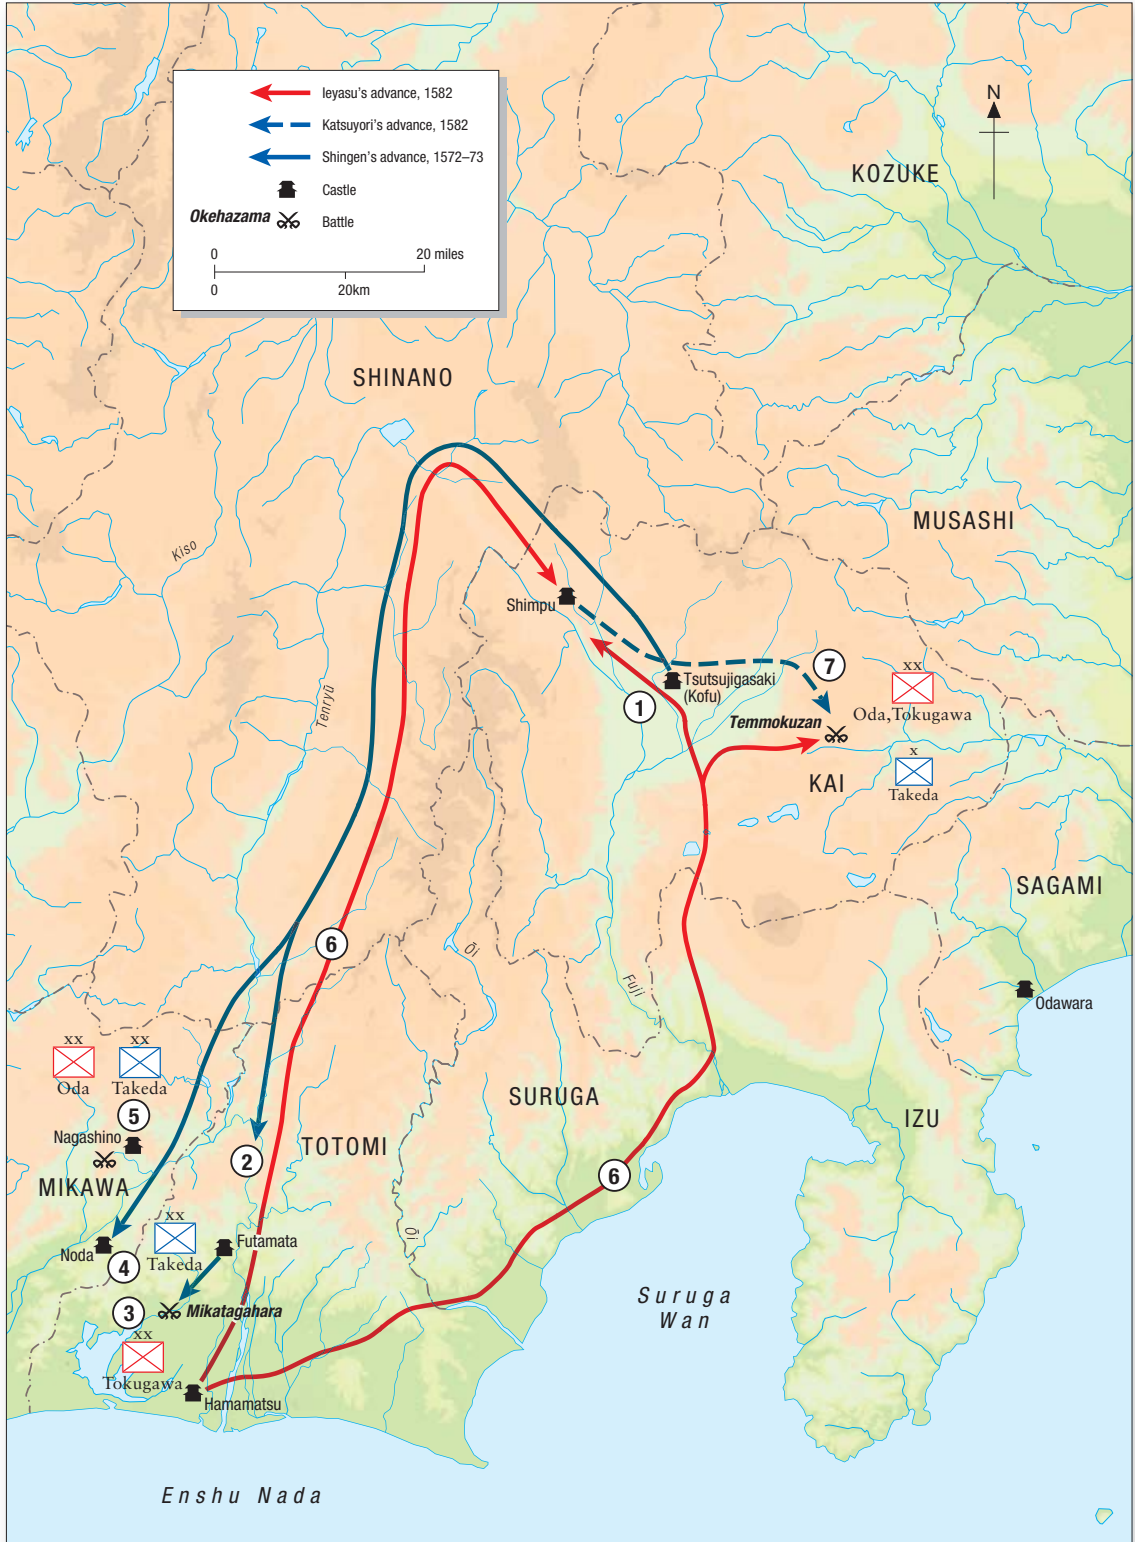 Ieyasu's advance, 1582
Katsuyori's advance, 1582
Shingen's advance, 1572–73
Castle
Okehazama
Battle
0
20 miles
0
20km
N
KOZUKE
SHINANO
MUSASHI
Kiso
Shimpu
Tenryū
7
xx
Tsutsujigasaki
(Kofu)
1
Oda,Tokugawa
Temmokuzan
x
KAI
Takeda
SAGAMI
6
Ōi
Fuji
Odawara
xx
xx
Oda
Takeda
5
SURUGA
IZU
Nagashino
TOTOMI
2
6
MIKAWA
xx
Ōi
Futamata
Noda
Takeda
4
Suruga
Wan
3
Mikatagahara
xx
Tokugawa
Hamamatsu
Enshu Nada